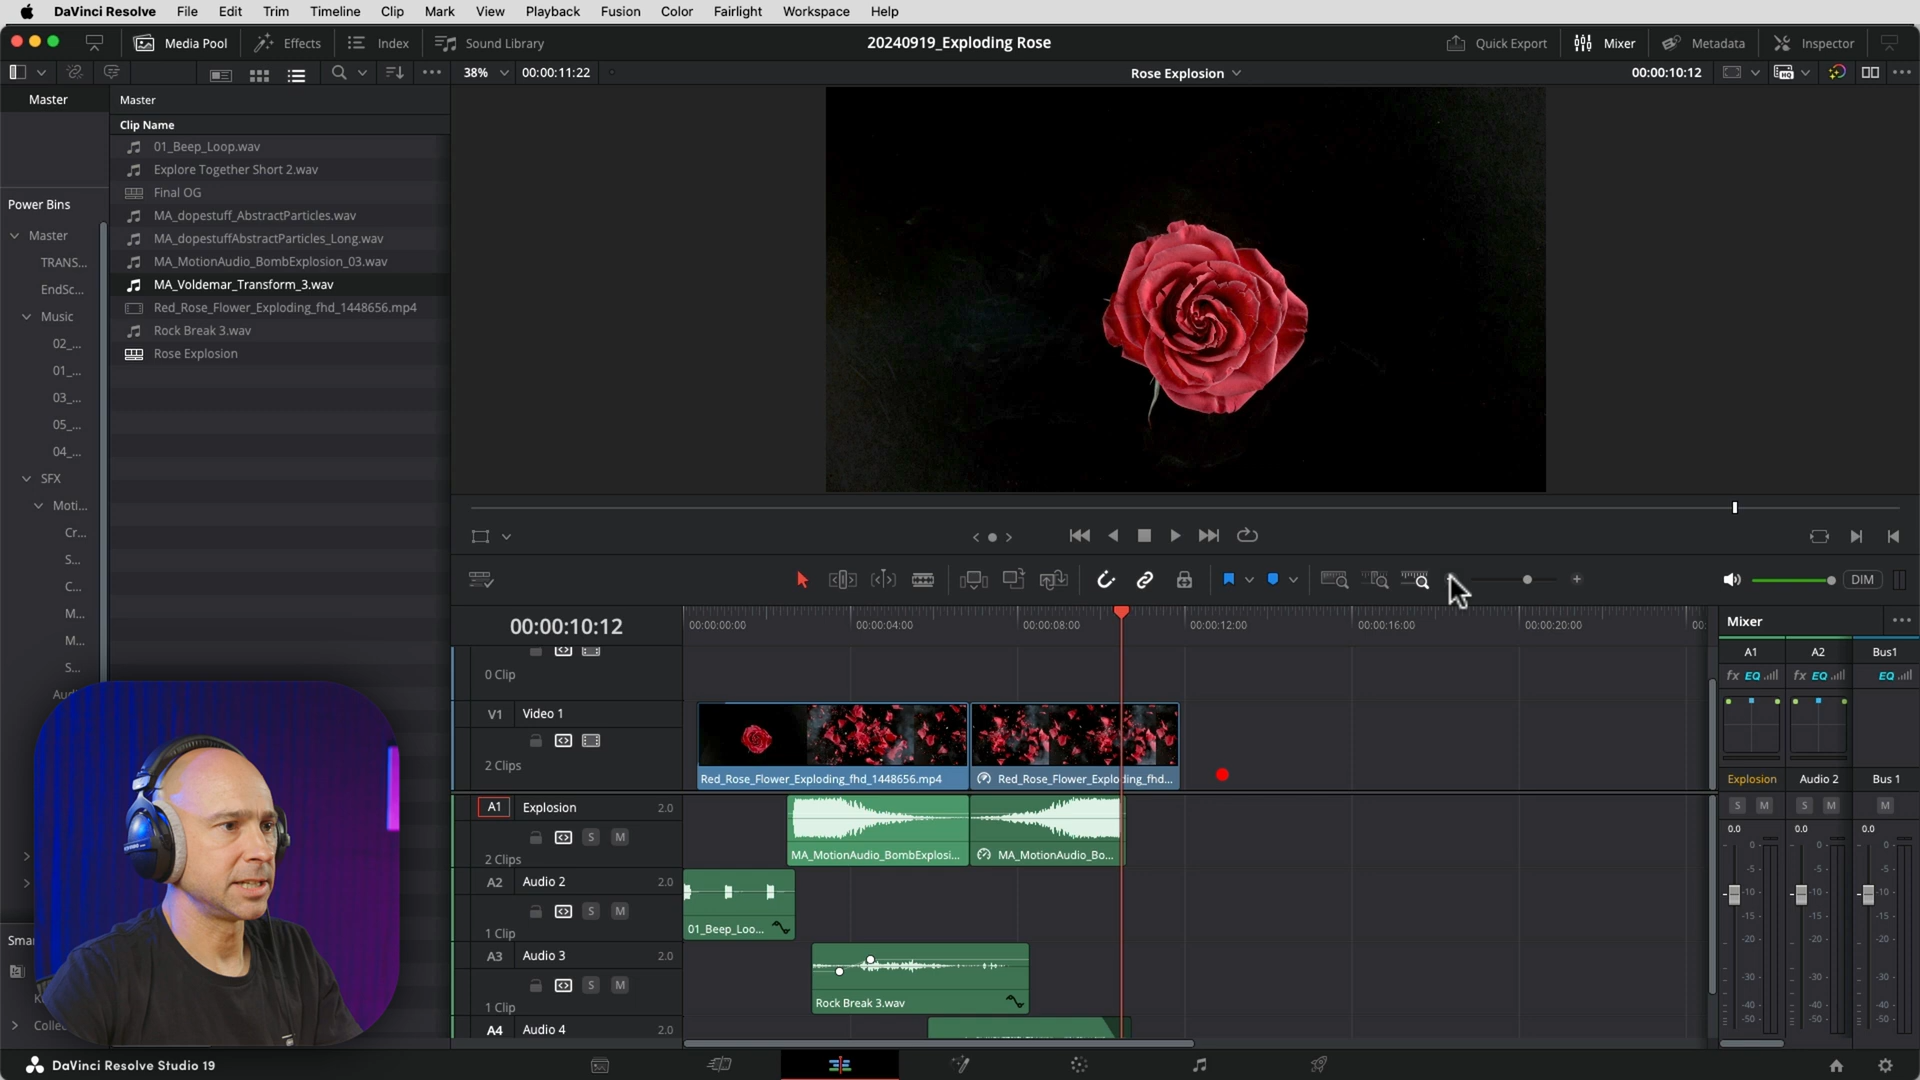 DaVinci Resolve File Edit Trim Timeline Clip Mark View Playback Fusion Color Fairlight Workspace Help
Media Pool Effects Index Sound Library 20240919_Exploding Rose Quick Export Mixer Metadata Inspector
38% 00:00:11:22 Rose Explosion 00:00:10:12
Master
Master
Clip Name
01_Beep_Loop.wav
Explore Together Short 2.wav
Final OG
MA_dopestuff_AbstractParticles.wav
MA_dopestuffAbstractParticles_Long.wav
MA_MotionAudio_BombExplosion_03.wav
MA_Voldemar_Transform_3.wav
Red_Rose_Flower_Exploding_fhd_1448656.mp4
Rock Break 3.wav
Rose Explosion
Power Bins
Master
TRANS...
EndSc...
Music
02_...
01_...
03_...
05_...
04_...
SFX
Moti...
Cr...
S...
C...
M...
M...
S...
DIM
00:00:10:12
00:00:00:00 00:00:04:00 00:00:08:00 00:00:12:00 00:00:16:00 00:00:20:00
0 Clip
V1 Video 1
2 Clips
Red_Rose_Flower_Exploding_fhd_1448656.mp4 Red_Rose_Flower_Exploding_fhd...
A1 Explosion 2.0
S M
2 Clips
MA_MotionAudio_BombExplosi... MA_MotionAudio_Bo...
A2 Audio 2 2.0
S M
1 Clip
01_Beep_Loo...
A3 Audio 3 2.0
S M
1 Clip
Rock Break 3.wav
A4 Audio 4 2.0
Mixer
A1 A2 Bus1
fx EQ fx EQ EQ
Explosion Audio 2 Bus 1
S M S M M
0.0 0.0 0.0
0 0 0
-5 -5 -5
-10 -10 -10
-15 -15 -15
-20 -20 -20
-30 -30 -30
-40 -40 -40
-50 -50 -50
DaVinci Resolve Studio 19